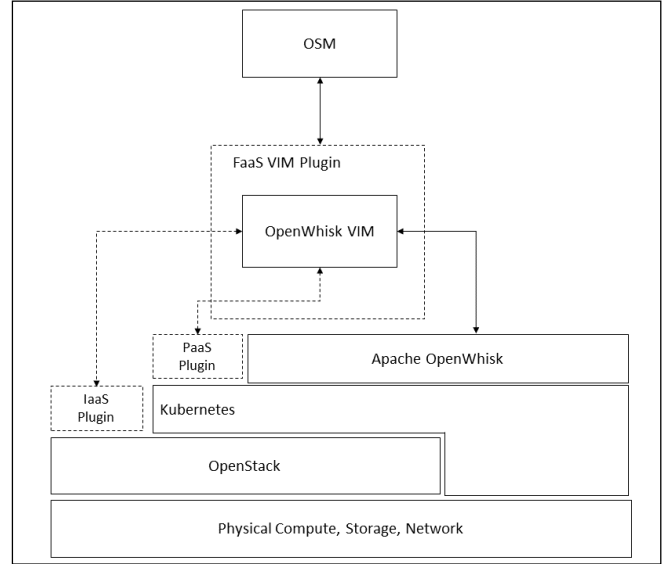 OSM
FaaS VIM Plugin
OpenWhisk VIM
PaaS
Plugin
Apache OpenWhisk
IaaS
Plugin
Kubernetes
OpenStack
Physical Compute, Storage, Network